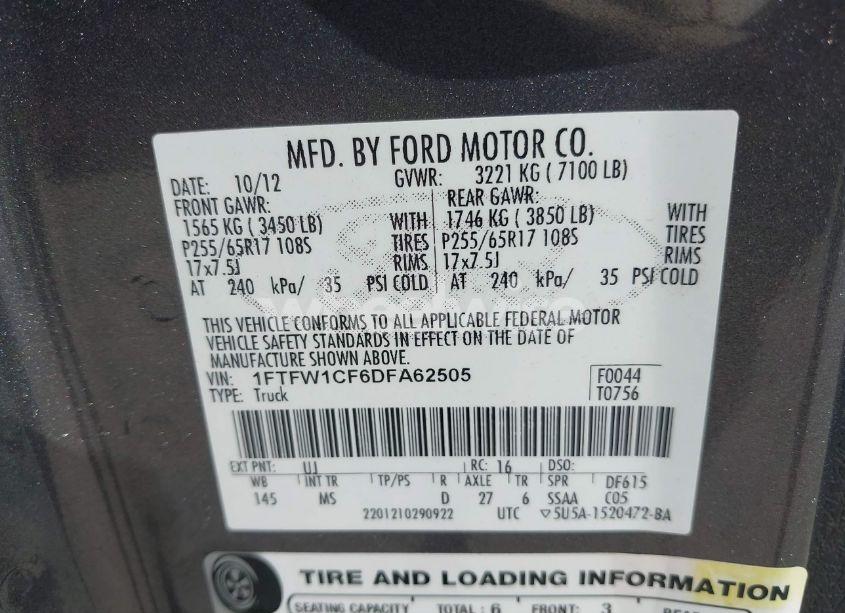 MFD. BY FORD MOTOR CO.
DATE: 10/12 GVWR: 3221 KG ( 7100 LB)
FRONT GAWR: REAR GAWR:
1565 KG ( 3450 LB) WITH 1746 KG ( 3850 LB) WITH
P255/65R17 108S TIRES P255/65R17 108S TIRES
17x7.5J RIMS 17x7.5J RIMS
AT 240 kPa/ 35 PSI COLD AT 240 kPa/ 35 PSI COLD
THIS VEHICLE CONFORMS TO ALL APPLICABLE FEDERAL MOTOR
VEHICLE SAFETY STANDARDS IN EFFECT ON THE DATE OF
MANUFACTURE SHOWN ABOVE.
VIN: 1FTFW1CF6DFA62505 F0044
TYPE: Truck T0756
EXT PNT: UJ RC: 16 DSO:
WB INT TR TP/PS R AXLE TR SPR DF615
145 MS D 27 6 SSAA C05
2201210290922 UTC ▽5U5A-1520472-BA
TIRE AND LOADING INFORMATION
SEATING CAPACITY TOTAL : 6 FRONT: 3